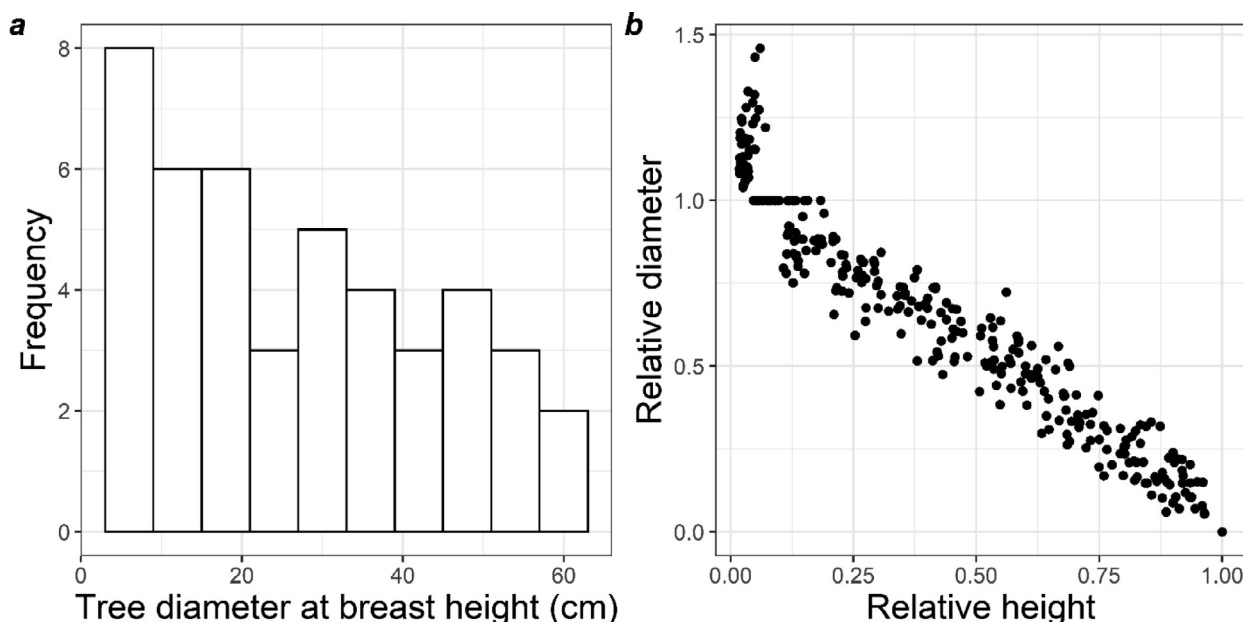 a
8
6
4
2
0
Frequency
0 20 40 60
Tree diameter at breast height (cm)
b
1.5
1.0
0.5
0.0
Relative diameter
0.00 0.25 0.50 0.75 1.00
Relative height